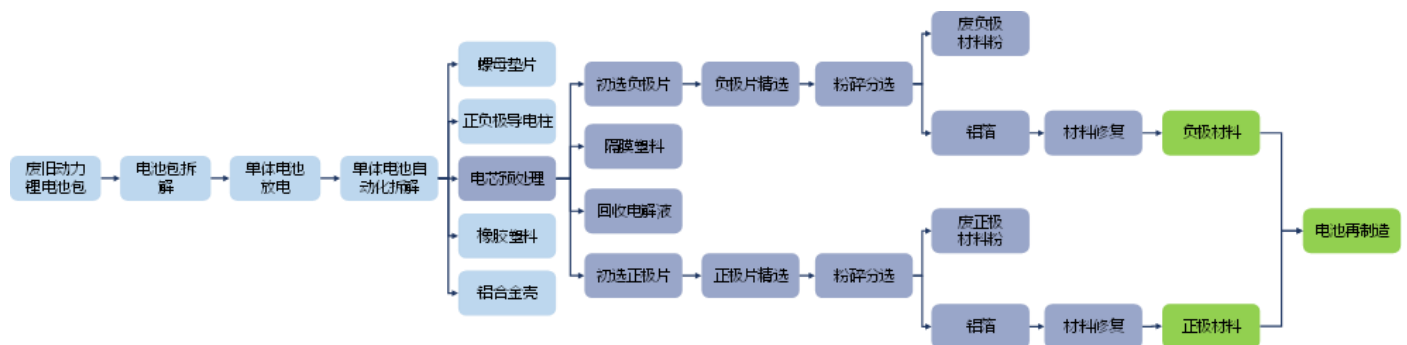 废旧动力
锂电池包
电池包拆
解
单体电池
放电
单体电池自
动化拆解
螺母垫片
正负极导电柱
电芯预处理
橡胶塑料
铝合金壳
初选负极片
负极片精选
粉碎分选
隔膜塑料
回收电解液
初选正极片
正极片精选
粉碎分选
废负极
材料粉
铝箔
材料修复
负极材料
废正极
材料粉
铝箔
材料修复
正极材料
电池再制造